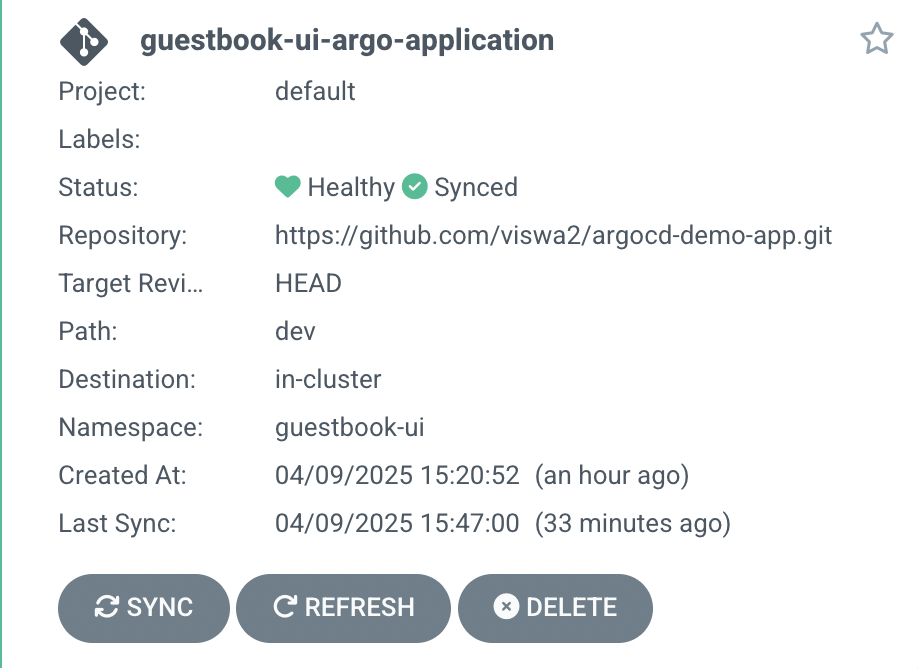 guestbook-ui-argo-application
Project: default
Labels:
Status: Healthy Synced
Repository: https://github.com/viswa2/argocd-demo-app.git
Target Revi... HEAD
Path: dev
Destination: in-cluster
Namespace: guestbook-ui
Created At: 04/09/2025 15:20:52 (an hour ago)
Last Sync: 04/09/2025 15:47:00 (33 minutes ago)
SYNC REFRESH DELETE